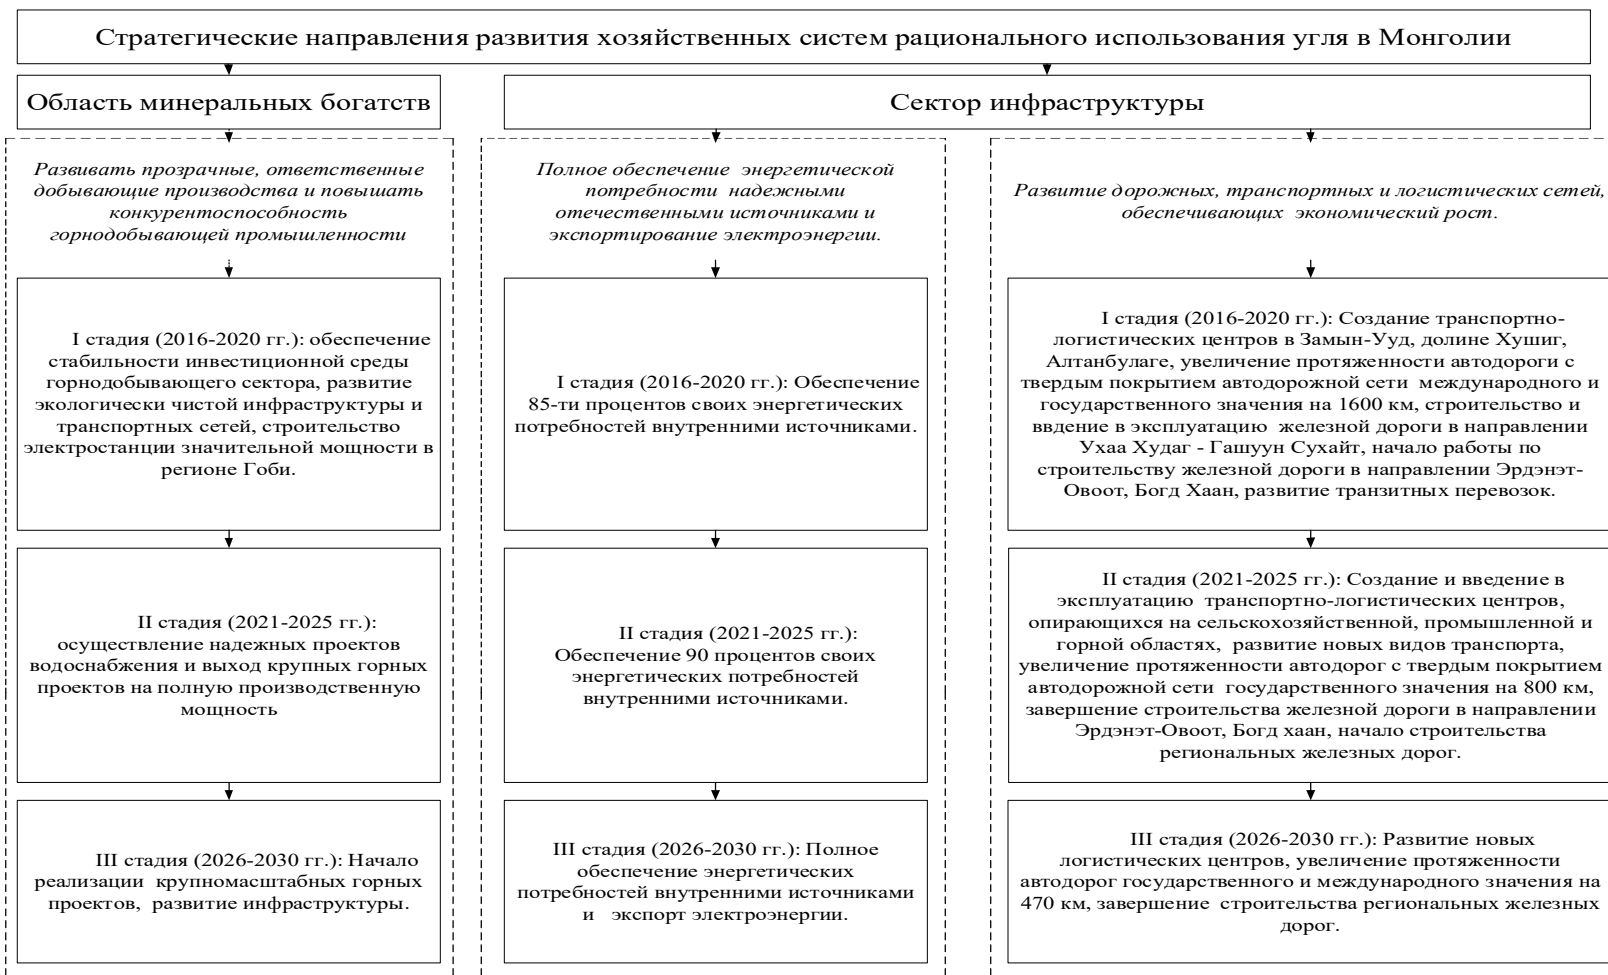 Стратегические направления развития хозяйственных систем рационального использования угля в Монголии
Область минеральных богатств
Сектор инфраструктуры
Развивать прозрачные, ответственные
добывающие производства и повышать
конкурентоспособность
горнодобывающей промышленности
Полное обеспечение энергетической
потребности надежными
отечественными источниками и
экспортирование электроэнергии.
Развитие дорожных, транспортных и логистических сетей,
обеспечивающих экономический рост.
I стадия (2016-2020 гг.): обеспечение
стабильности инвестиционной среды
горнодобывающего сектора, развитие
экологически чистой инфраструктуры и
транспортных сетей, строительство
электростанции значительной мощности в
регионе Гоби.
I стадия (2016-2020 гг.): Обеспечение
85-ти процентов своих энергетических
потребностей внутренними источниками.
I стадия (2016-2020 гг.): Создание транспортно-
логистических центров в Замын-Ууд, долине Хушиг,
Алтанбулаге, увеличение протяженности автодороги с
твердым покрытием автодорожной сети международного и
государственного значения на 1600 км, строительство и
ввдение в эксплуатацию железной дороги в направлении
Ухаа Худаг - Гашуун Сухайт, начало работы по
строительству железной дороги в направлении Эрдэнэт-
Овоот, Богд Хаан, развитие транзитных перевозок.
II стадия (2021-2025 гг.):
осуществление надежных проектов
водоснабжения и выход крупных горных
проектов на полную производственную
мощность
II стадия (2021-2025 гг.):
Обеспечение 90 процентов своих
энергетических потребностей
внутренними источниками.
II стадия (2021-2025 гг.): Создание и введение в
эксплуатацию транспортно-логистических центров,
опирающихся на сельскохозяйственной, промышленной и
горной областях, развитие новых видов транспорта,
увеличение протяженности автодорог с твердым покрытием
автодорожной сети государственного значения на 800 км,
завершение строительства железной дороги в направлении
Эрдэнэт-Овоот, Богд хаан, начало строительства
региональных железных дорог.
III стадия (2026-2030 гг.): Начало
реализации крупномасштабных горных
проектов, развитие инфраструктуры.
III стадия (2026-2030 гг.): Полное
обеспечение энергетических
потребностей внутренними источниками
и экспорт электроэнергии.
III стадия (2026-2030 гг.): Развитие новых
логистических центров, увеличение протяженности
автодорог государственного и международного значения на
470 км, завершение строительства региональных железных
дорог.